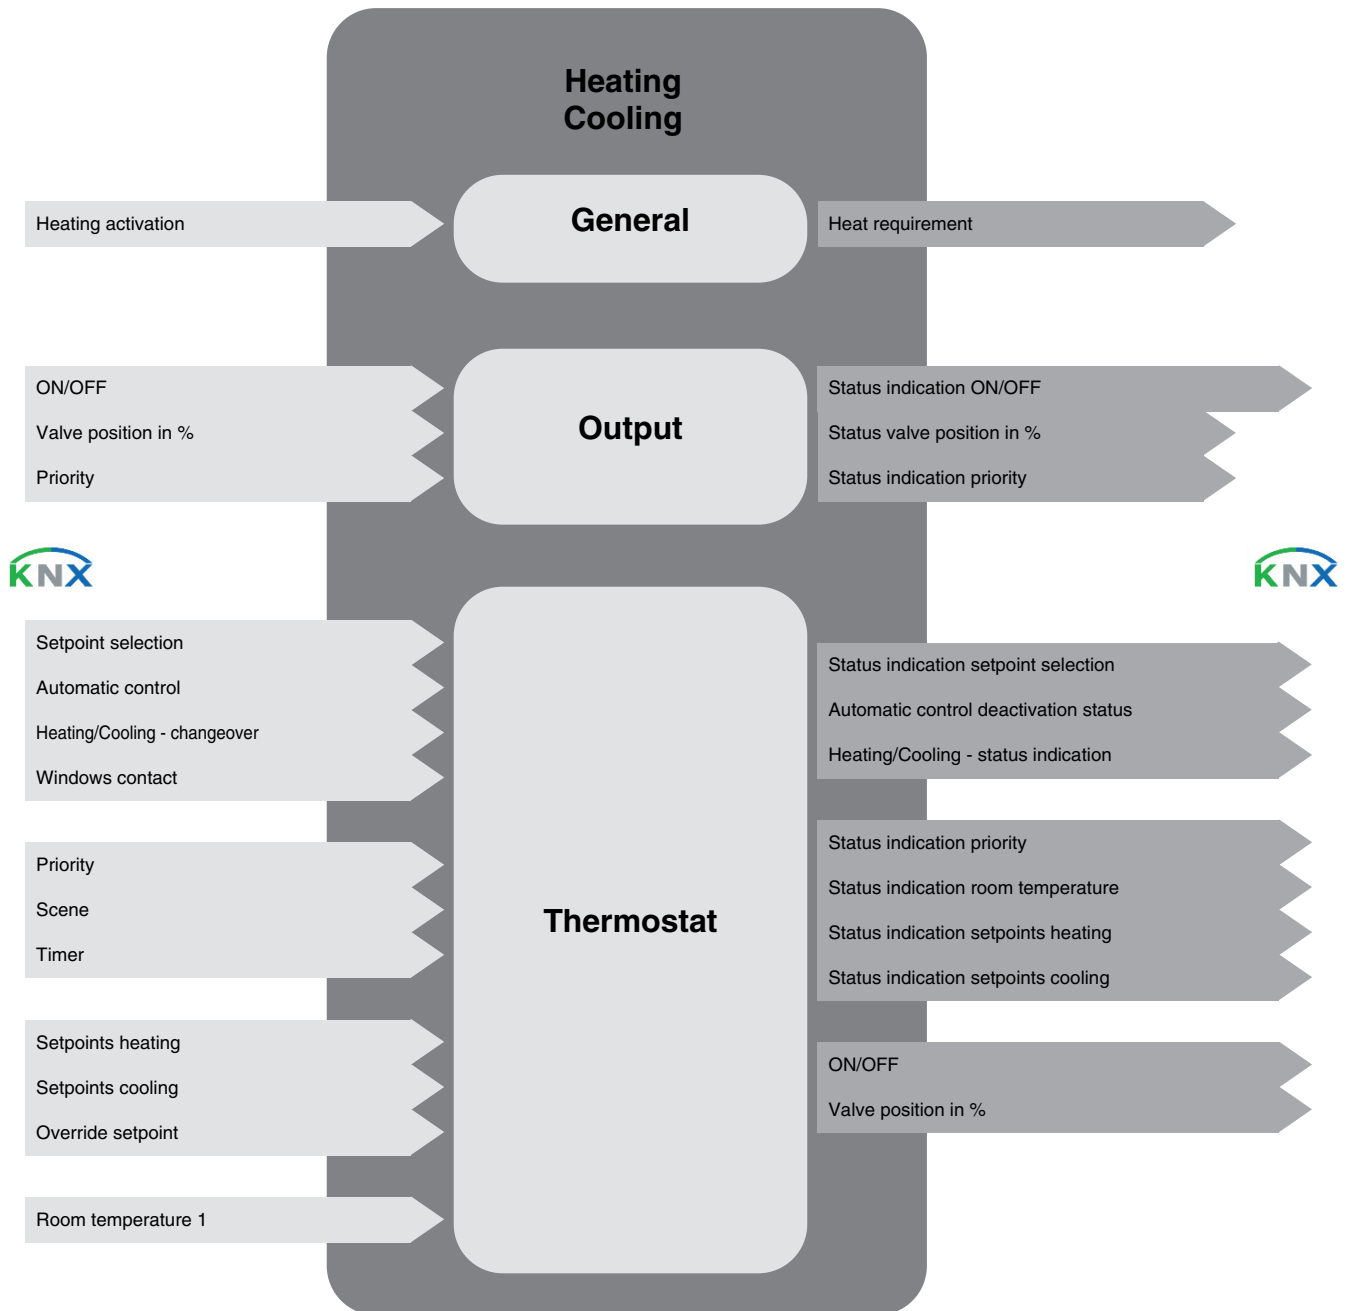 Heating
Cooling
Heating activation
General
Heat requirement
ON/OFF
Valve position in %
Priority
Output
Status indication ON/OFF
Status valve position in %
Status indication priority
KNX
KNX
Setpoint selection
Automatic control
Heating/Cooling - changeover
Windows contact
Priority
Scene
Timer
Setpoints heating
Setpoints cooling
Override setpoint
Room temperature 1
Thermostat
Status indication setpoint selection
Automatic control deactivation status
Heating/Cooling - status indication
Status indication priority
Status indication room temperature
Status indication setpoints heating
Status indication setpoints cooling
ON/OFF
Valve position in %